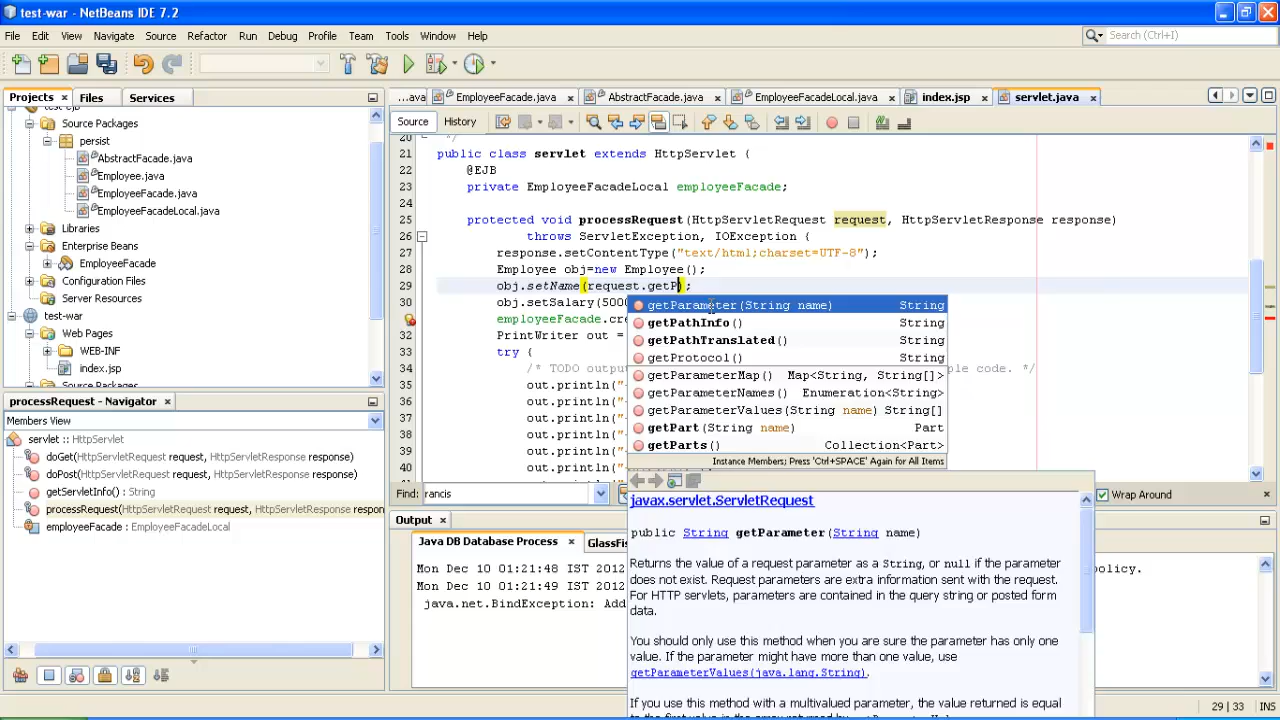 test-war - NetBeans IDE 7.2
File Edit View Navigate Source Refactor Run Debug Profile Team Tools Window Help
Search (Ctrl+I)
Projects Files Services
...ava EmployeeFacade.java AbstractFacade.java EmployeeFacadeLocal.java index.jsp servlet.java
Source Packages
persist
AbstractFacade.java
Employee.java
EmployeeFacade.java
EmployeeFacadeLocal.java
Libraries
Enterprise Beans
EmployeeFacade
Configuration Files
Server Resources
test-war
Web Pages
WEB-INF
index.jsp
Source Packages
processRequest - Navigator
Members View
servlet :: HttpServlet
doGet(HttpServletRequest request, HttpServletResponse response)
doPost(HttpServletRequest request, HttpServletResponse response)
getServletInfo() : String
processRequest(HttpServletRequest request, HttpServletResponse respon
employeeFacade : EmployeeFacadeLocal
Source History
20 */
21 public class servlet extends HttpServlet {
22 @EJB
23 private EmployeeFacadeLocal employeeFacade;
24
25 protected void processRequest(HttpServletRequest request, HttpServletResponse response)
26 throws ServletException, IOException {
27 response.setContentType("text/html;charset=UTF-8");
28 Employee obj=new Employee();
29 obj.setName(request.getP);
30 obj.setSalary(5000
employeeFacade.cre
32 PrintWriter out =
33 try {
34 /* TODO output ple code. */
35 out.println("
36 out.println("
37 out.println("
38 out.println("
39 out.println("
40 out.println("
getParameter(String name) String
getPathInfo() String
getPathTranslated() String
getProtocol() String
getParameterMap() Map<String, String[]>
getParameterNames() Enumeration<String>
getParameterValues(String name) String[]
getPart(String name) Part
getParts() Collection<Part>
Instance Members; Press 'Ctrl+SPACE' Again for All Items
Find: rancis
Wrap Around
javax.servlet.ServletRequest
public String getParameter(String name)
Returns the value of a request parameter as a String, or null if the parameter
does not exist. Request parameters are extra information sent with the request.
For HTTP servlets, parameters are contained in the query string or posted form
data.
You should only use this method when you are sure the parameter has only one
value. If the parameter might have more than one value, use
getParameterValues(java.lang.String).
If you use this method with a multivalued parameter, the value returned is equal
Output
Java DB Database Process GlassFis
Mon Dec 10 01:21:48 IST 2012 olicy.
Mon Dec 10 01:21:49 IST 2012
java.net.BindException: Add
29 | 33 INS